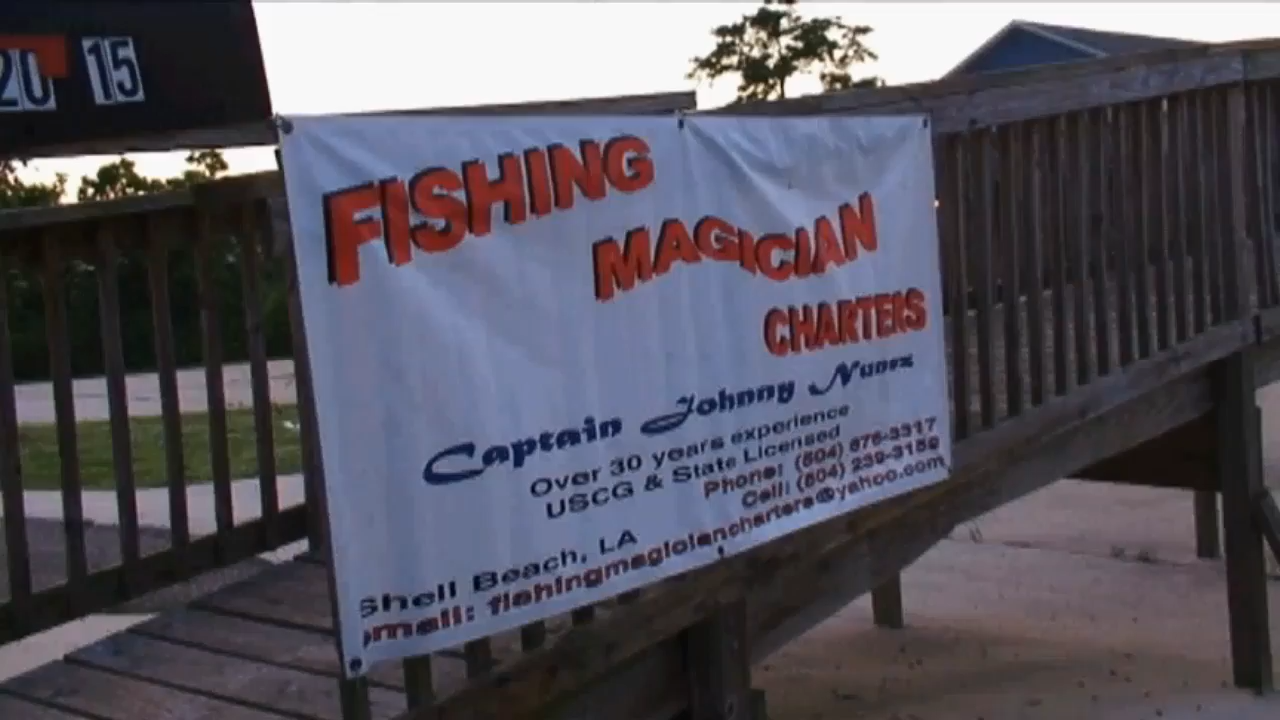 20 15
FISHING
MAGICIAN
CHARTERS
Captain Johnny Nunez
Over 30 years experience
USCG & State Licensed
Phone: (504) 676-3317
Cell: (504) 239-3159
Shell Beach, LA
email: fishingmagiciancharters@yahoo.com